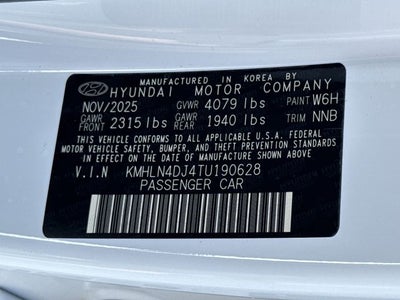 MANUFACTURED IN KOREA BY
HYUNDAI MOTOR COMPANY
NOV/2025 GVWR 4079 lbs PAINT W6H
GAWR FRONT 2315 lbs GAWR REAR 1940 lbs TRIM NNB
THIS VEHICLE CONFORMS TO ALL APPLICABLE U.S.A. FEDERAL
MOTOR VEHICLE SAFETY, BUMPER, AND THEFT PREVENTION STANDARDS
IN EFFECT ON THE DATE OF MANUFACTURE SHOWN ABOVE.
V.I.N KMHLN4DJ4TU190628
PASSENGER CAR